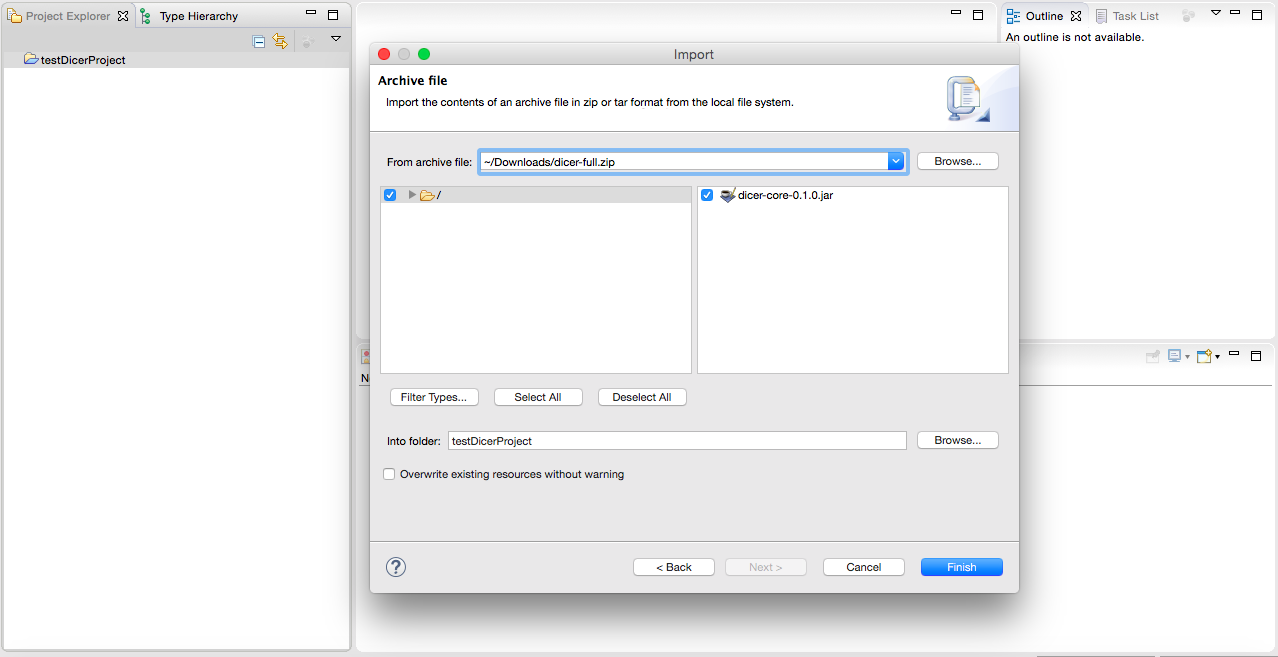 Project Explorer
Type Hierarchy
Outline
Task List
An outline is not available.
testDicerProject
Import
Archive file
Import the contents of an archive file in zip or tar format from the local file system.
From archive file: ~/Downloads/dicer-full.zip Browse...
/
dicer-core-0.1.0.jar
Filter Types... Select All Deselect All
Into folder: testDicerProject Browse...
Overwrite existing resources without warning
? < Back Next > Cancel Finish